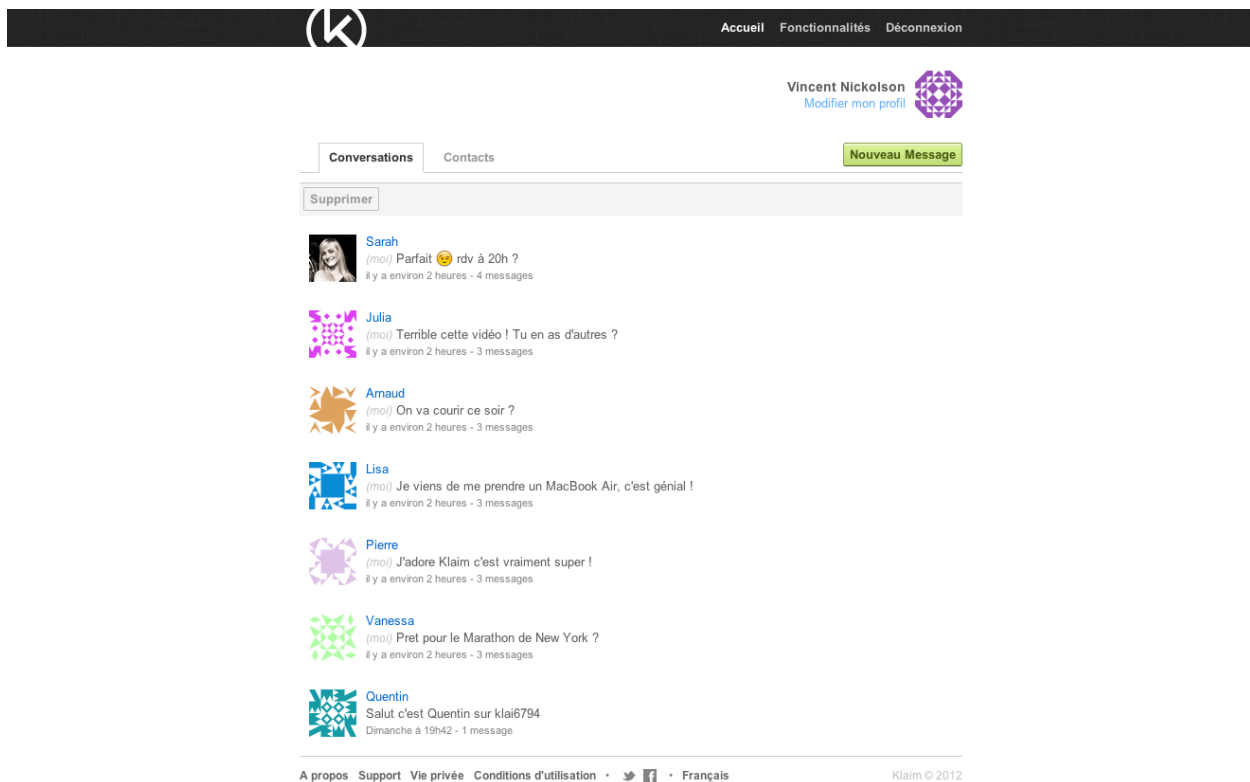 Accueil Fonctionnalités Déconnexion
Vincent Nickolson
Modifier mon profil
Conversations Contacts Nouveau Message
Supprimer
Sarah
(moi) Parfait 😉 rdv à 20h ?
il y a environ 2 heures - 4 messages
Julia
(moi) Terrible cette vidéo ! Tu en as d'autres ?
il y a environ 2 heures - 3 messages
Arnaud
(moi) On va courir ce soir ?
il y a environ 2 heures - 3 messages
Lisa
(moi) Je viens de me prendre un MacBook Air, c'est génial !
il y a environ 2 heures - 3 messages
Pierre
(moi) J'adore Klaim c'est vraiment super !
il y a environ 2 heures - 3 messages
Vanessa
(moi) Pret pour le Marathon de New York ?
il y a environ 2 heures - 3 messages
Quentin
Salut c'est Quentin sur klai6794
Dimanche à 19h42 - 1 message
A propos Support Vie privée Conditions d'utilisation • • Français Klaim © 2012